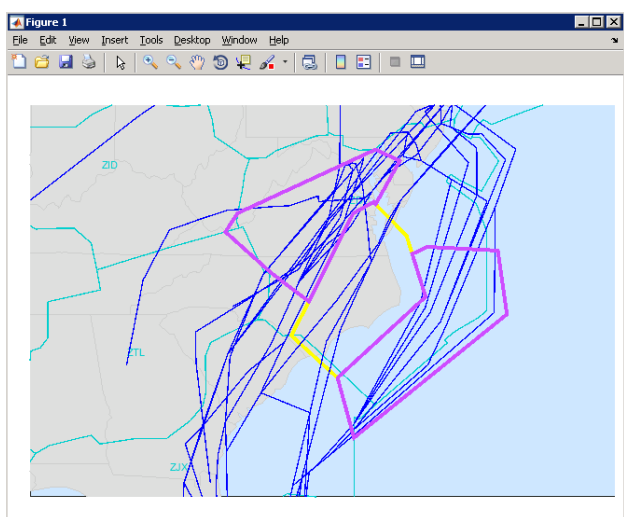 Figure 1
File Edit View Insert Tools Desktop Window Help
ZID
ZTL
ZJX